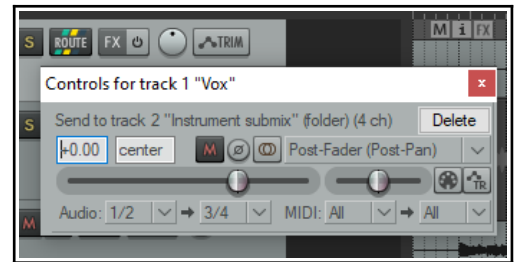 S ROUTE FX TRIM M i FX
Controls for track 1 "Vox" x
S Send to track 2 "Instrument submix" (folder) (4 ch) Delete
+0.00 center M Post-Fader (Post-Pan)
TR
M Audio: 1/2 → 3/4 MIDI: All → All